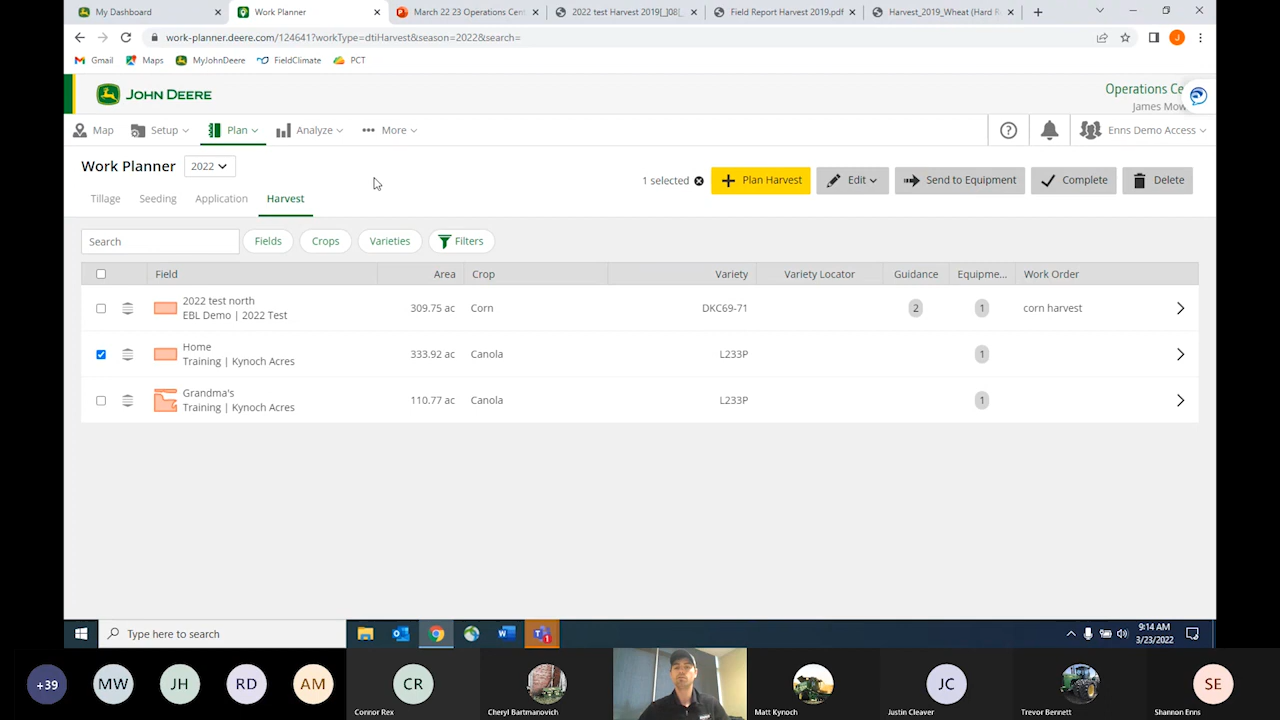 My Dashboard
Work Planner
March 22 23 Operations Cen
2022 test Harvest 2019[_]08[_
Field Report Harvest 2019.pdf
Harvest_2019_Wheat (Hard R
work-planner.deere.com/124641?workType=dtiHarvest&season=2022&search=
J
Gmail
Maps
MyJohnDeere
FieldClimate
PCT
JOHN DEERE
Operations Ce
James Mow
Map
Setup
Plan
Analyze
More
Enns Demo Access
Work Planner
2022
1 selected
Plan Harvest
Edit
Send to Equipment
Complete
Delete
Tillage
Seeding
Application
Harvest
Search
Fields
Crops
Varieties
Filters
Field
Area
Crop
Variety
Variety Locator
Guidance
Equipme...
Work Order
2022 test north
EBL Demo | 2022 Test
309.75 ac
Corn
DKC69-71
2
1
corn harvest
Home
Training | Kynoch Acres
333.92 ac
Canola
L233P
1
Grandma's
Training | Kynoch Acres
110.77 ac
Canola
L233P
1
Type here to search
9:14 AM
3/23/2022
+39
MW
JH
RD
AM
CR
Connor Rex
Cheryl Bartmanovich
Matt Kynoch
JC
Justin Cleaver
Trevor Bennett
SE
Shannon Enns